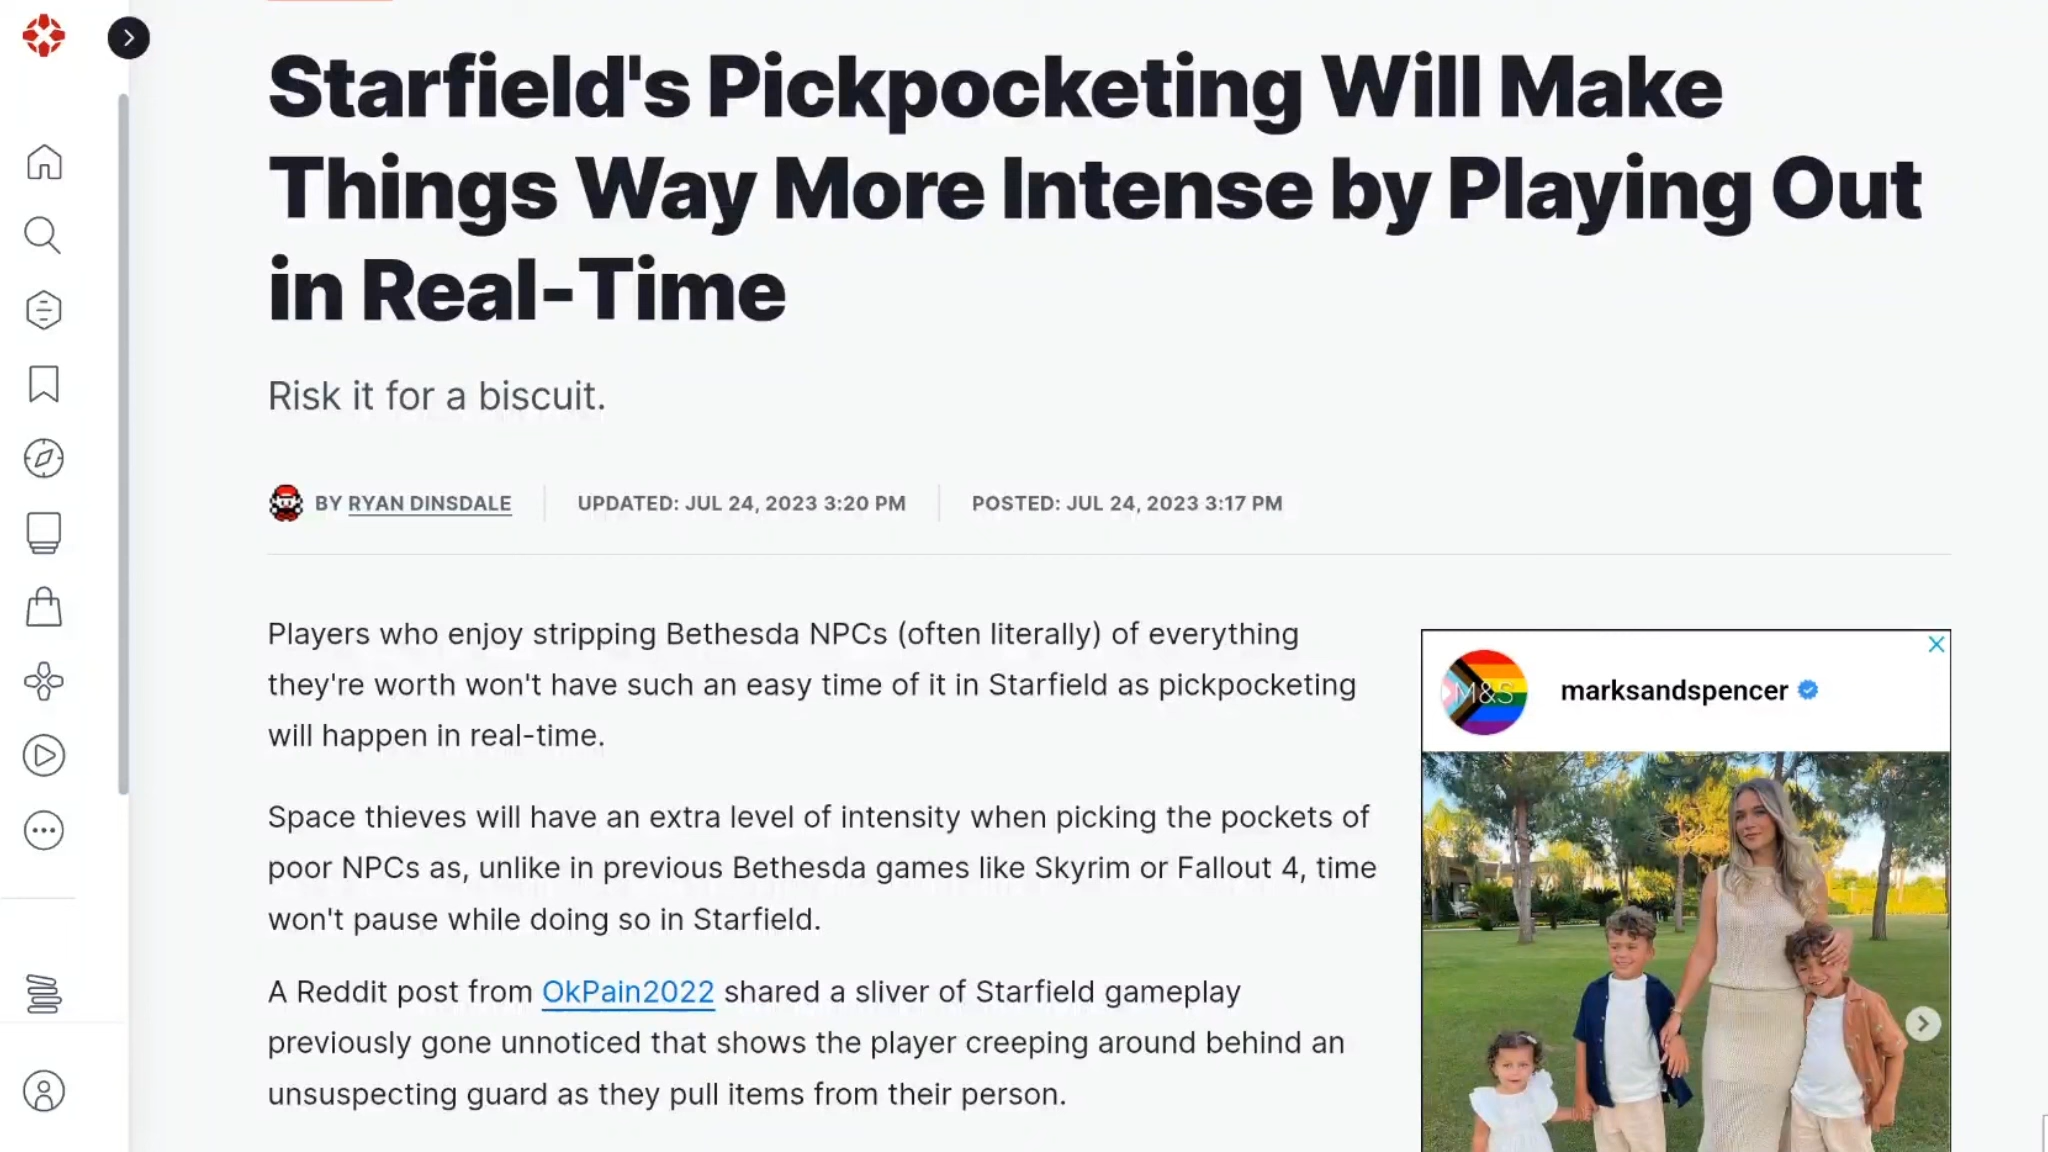 Starfield's Pickpocketing Will Make
Things Way More Intense by Playing Out
in Real-Time
Risk it for a biscuit.
BY RYAN DINSDALE
UPDATED: JUL 24, 2023 3:20 PM
POSTED: JUL 24, 2023 3:17 PM
Players who enjoy stripping Bethesda NPCs (often literally) of everything
they're worth won't have such an easy time of it in Starfield as pickpocketing
will happen in real-time.
Space thieves will have an extra level of intensity when picking the pockets of
poor NPCs as, unlike in previous Bethesda games like Skyrim or Fallout 4, time
won't pause while doing so in Starfield.
A Reddit post from OkPain2022 shared a sliver of Starfield gameplay
previously gone unnoticed that shows the player creeping around behind an
unsuspecting guard as they pull items from their person.
M&S
marksandspencer